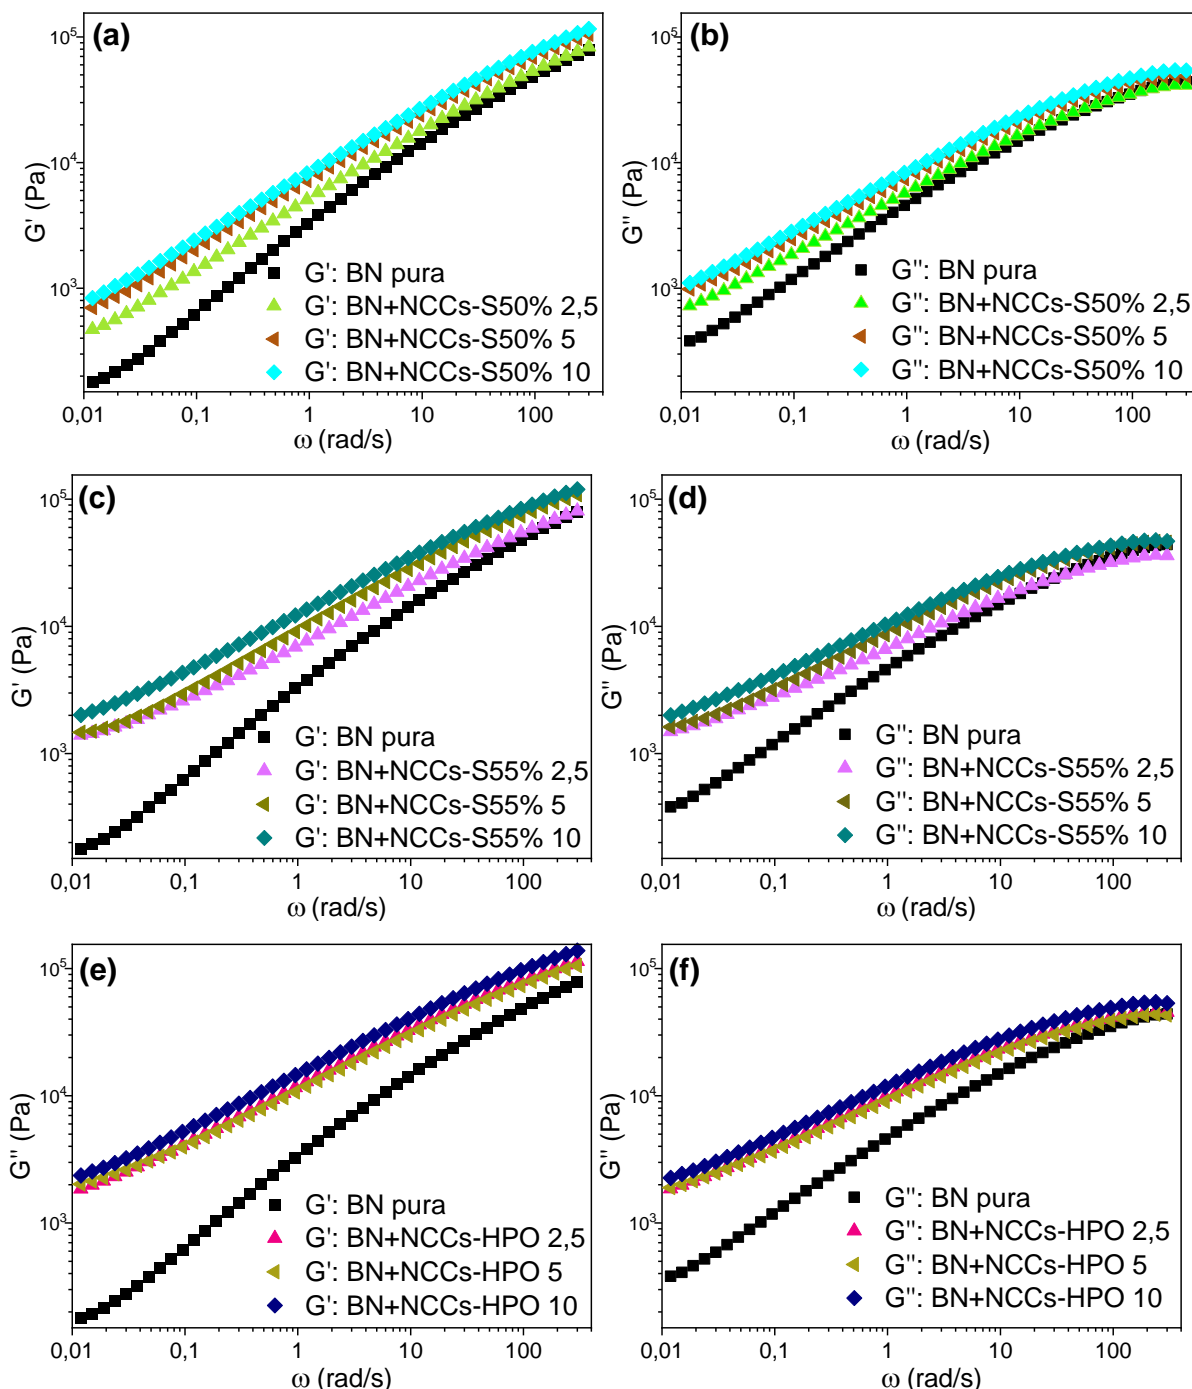 (a)
10⁵
10⁴
10³
G' (Pa)
G': BN pura
G': BN+NCCs-S50% 2,5
G': BN+NCCs-S50% 5
G': BN+NCCs-S50% 10
0,01 0,1 1 10 100
ω (rad/s)
(b)
10⁵
10⁴
10³
G'' (Pa)
G'': BN pura
G'': BN+NCCs-S50% 2,5
G'': BN+NCCs-S50% 5
G'': BN+NCCs-S50% 10
0,01 0,1 1 10 100
ω (rad/s)
(c)
10⁵
10⁴
10³
G' (Pa)
G': BN pura
G': BN+NCCs-S55% 2,5
G': BN+NCCs-S55% 5
G': BN+NCCs-S55% 10
0,01 0,1 1 10 100
ω (rad/s)
(d)
10⁵
10⁴
10³
G'' (Pa)
G'': BN pura
G'': BN+NCCs-S55% 2,5
G'': BN+NCCs-S55% 5
G'': BN+NCCs-S55% 10
0,01 0,1 1 10 100
ω (rad/s)
(e)
10⁵
10⁴
10³
G'' (Pa)
G': BN pura
G': BN+NCCs-HPO 2,5
G': BN+NCCs-HPO 5
G': BN+NCCs-HPO 10
0,01 0,1 1 10 100
ω (rad/s)
(f)
10⁵
10⁴
10³
G'' (Pa)
G'': BN pura
G'': BN+NCCs-HPO 2,5
G'': BN+NCCs-HPO 5
G'': BN+NCCs-HPO 10
0,01 0,1 1 10 100
ω (rad/s)